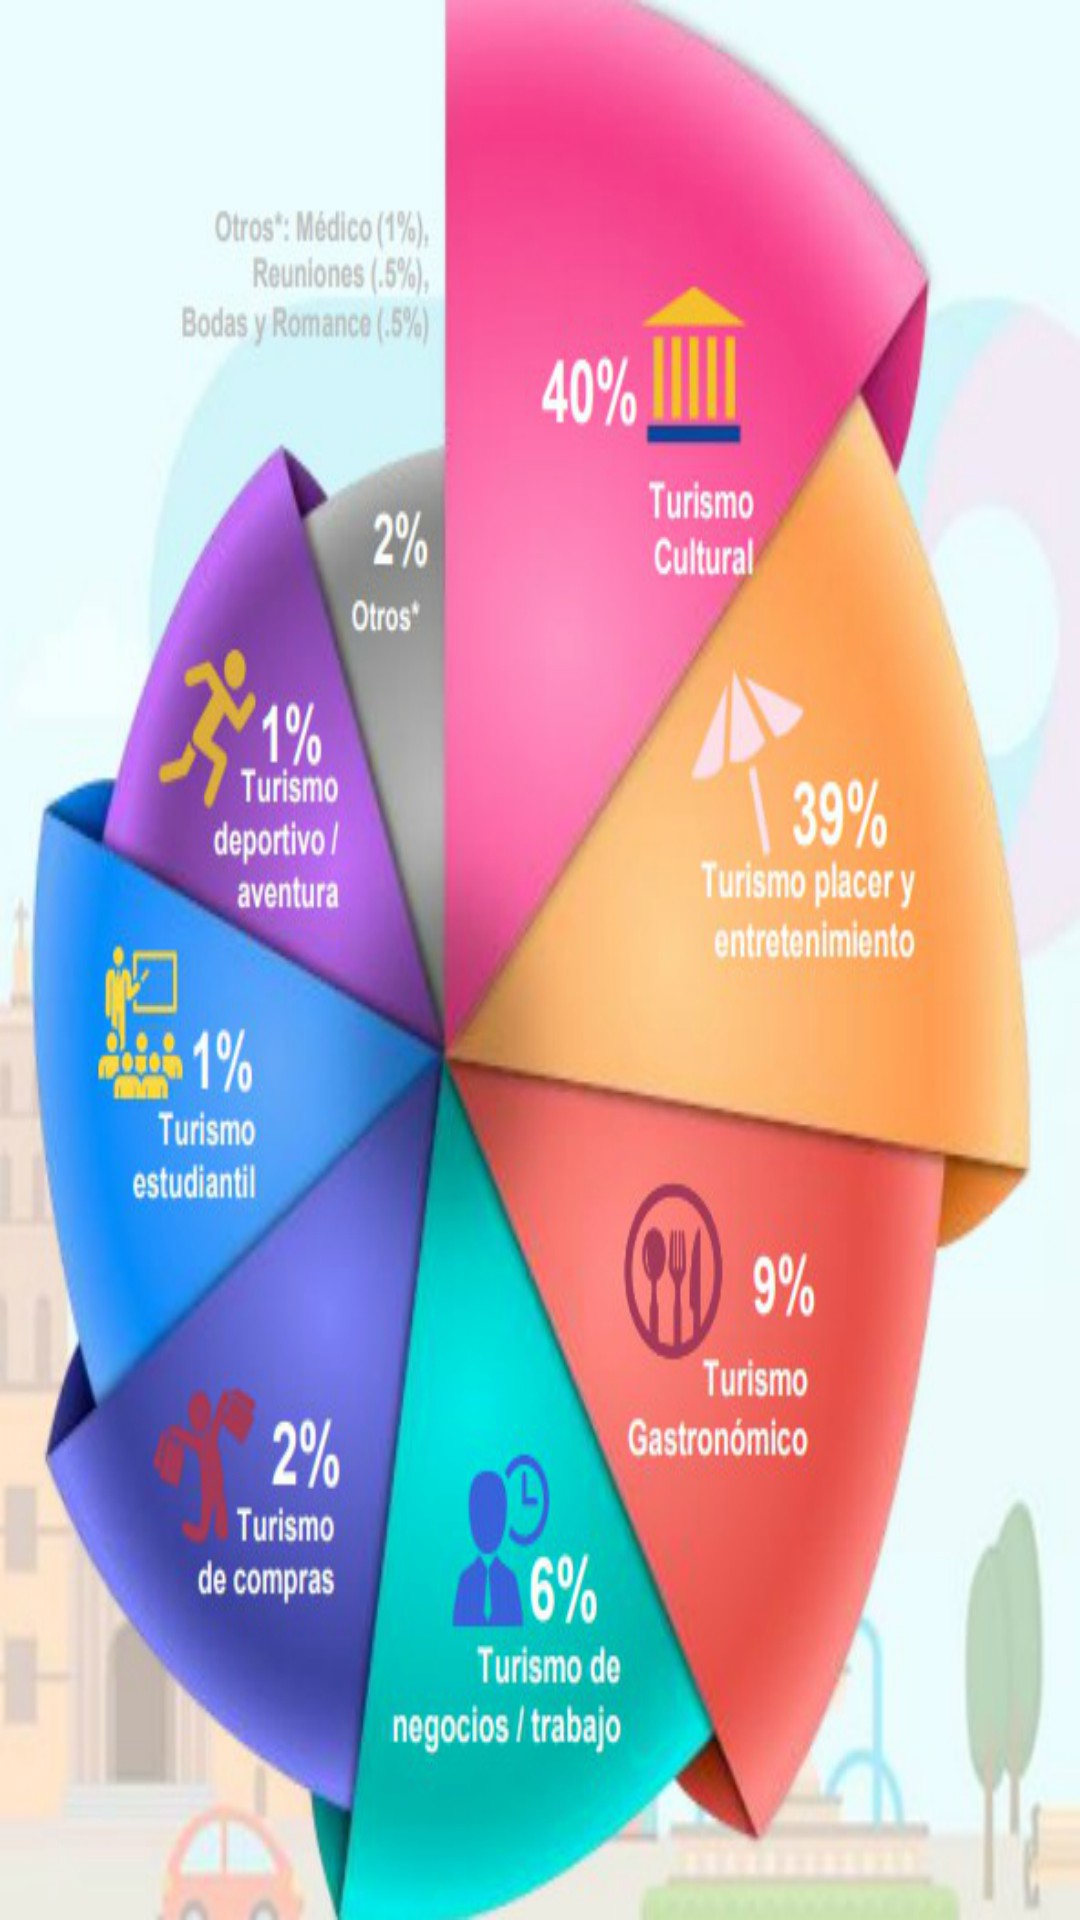 Otros*: Médico (1%),
Reuniones (.5%),
Bodas y Romance (.5%)
40%
Turismo
Cultural
39%
Turismo placer y
entretenimiento
9%
Turismo
Gastronómico
6%
Turismo de
negocios / trabajo
2%
Turismo
de compras
1%
Turismo
estudiantil
1%
Turismo
deportivo /
aventura
2%
Otros*